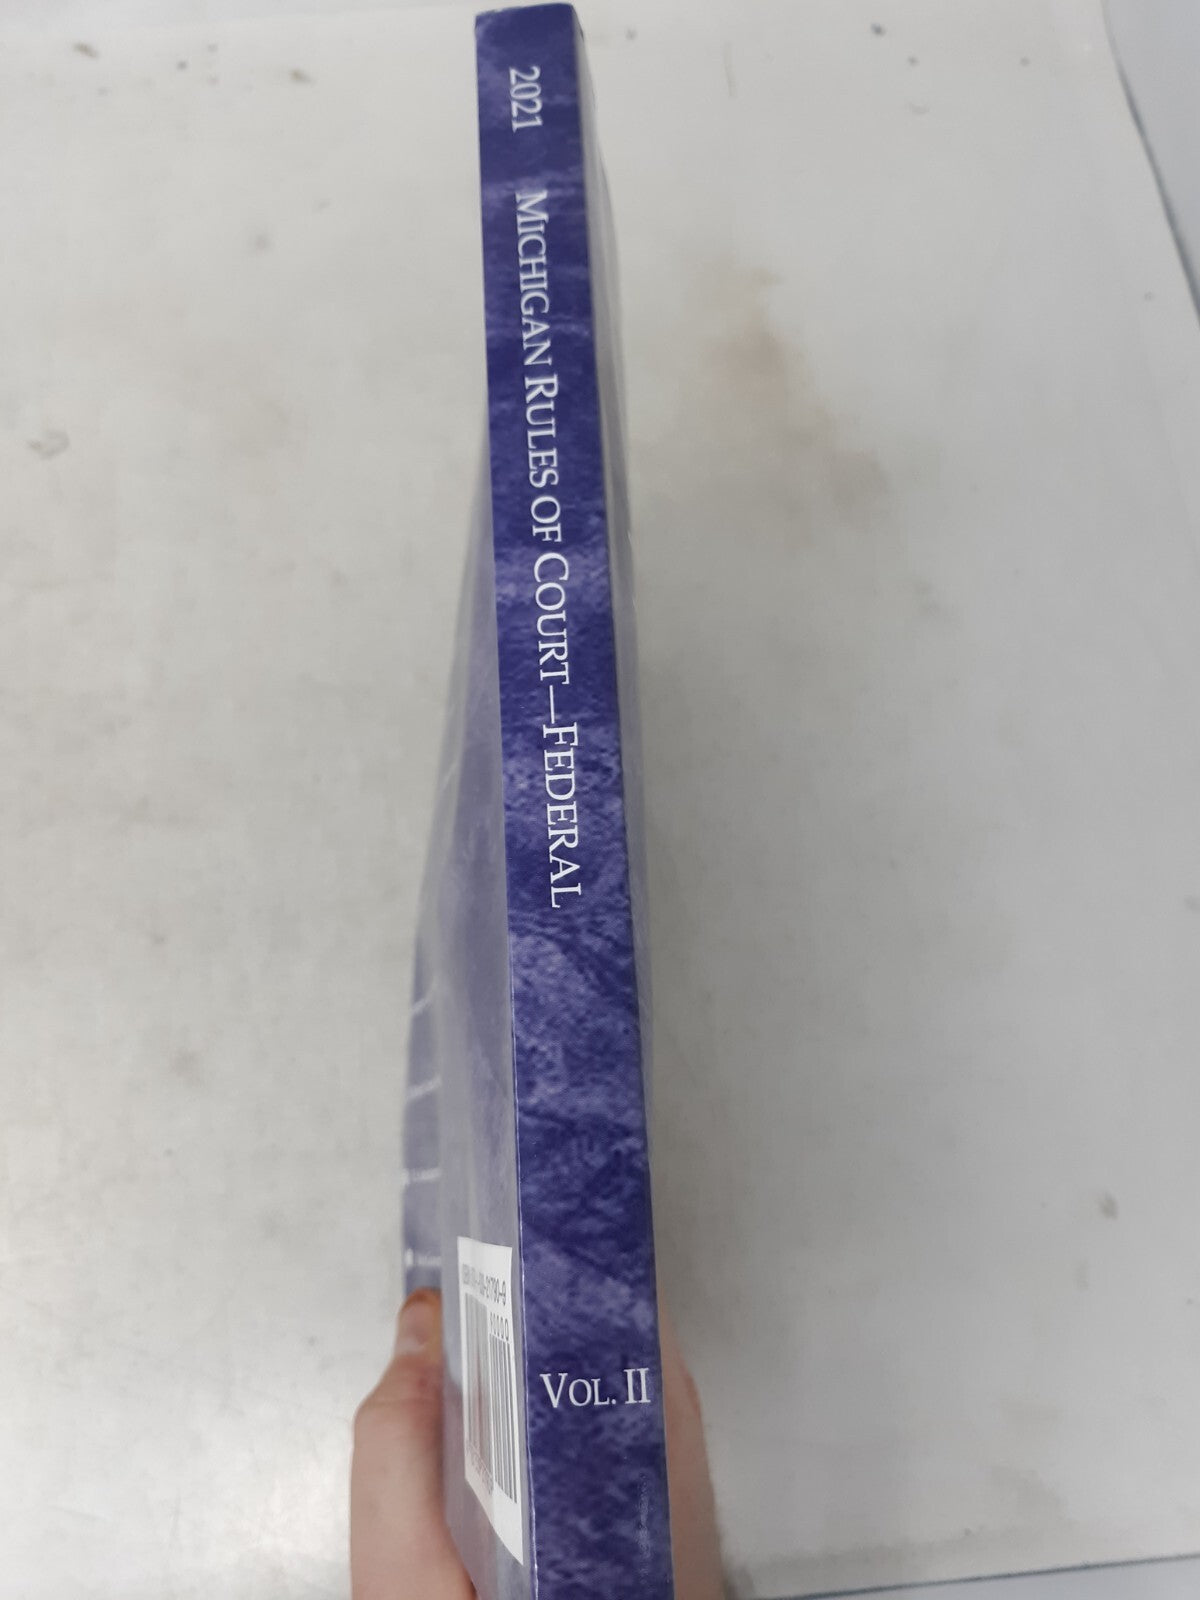 2021
MICHIGAN RULES OF COURT—FEDERAL
VOL. II